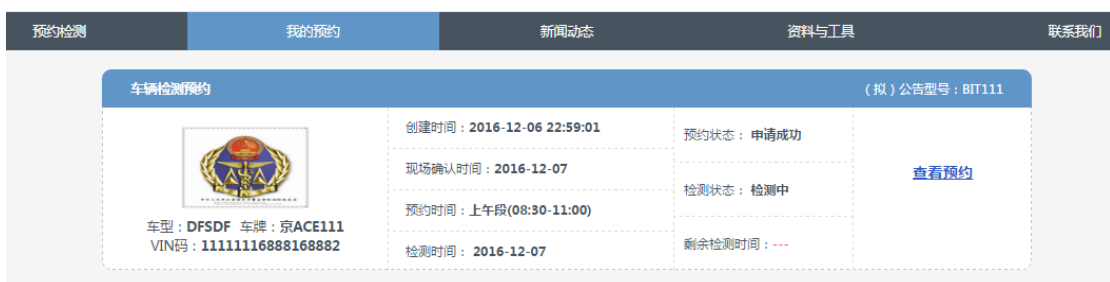 预约检测 我的预约 新闻动态 资料与工具 联系我们
车辆检测预约 (拟)公告型号:BIT111
创建时间:2016-12-06 22:59:01
现场确认时间:2016-12-07
预约时间:上午段(08:30-11:00)
检测时间: 2016-12-07
预约状态: 申请成功
检测状态: 检测中
剩余检测时间:---
查看预约
车型:DFSDF 车牌:京ACE111
VIN码:11111116888168882